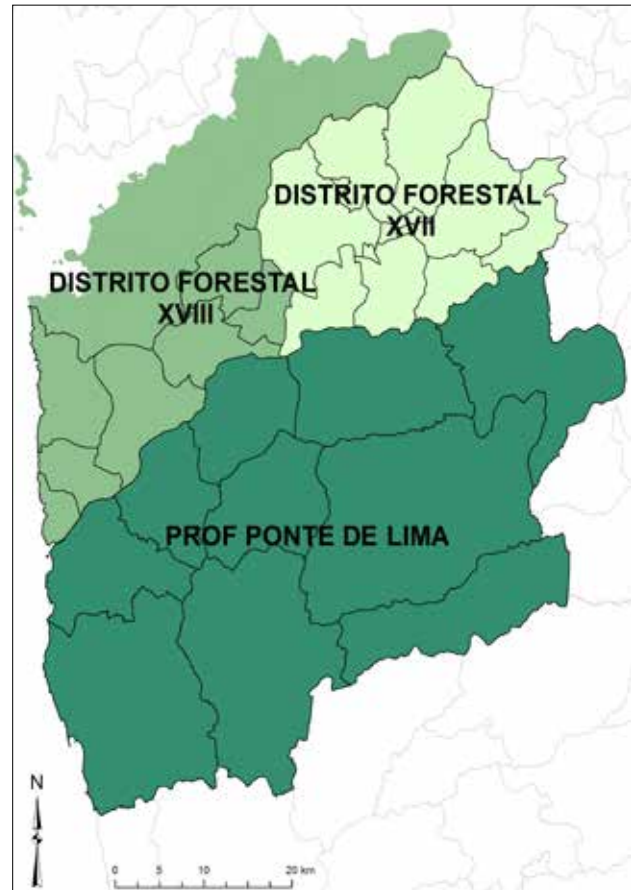 DISTRITO FORESTAL
XVII
DISTRITO FORESTAL
XVIII
PROF PONTE DE LIMA
N
0 5 10 20 km